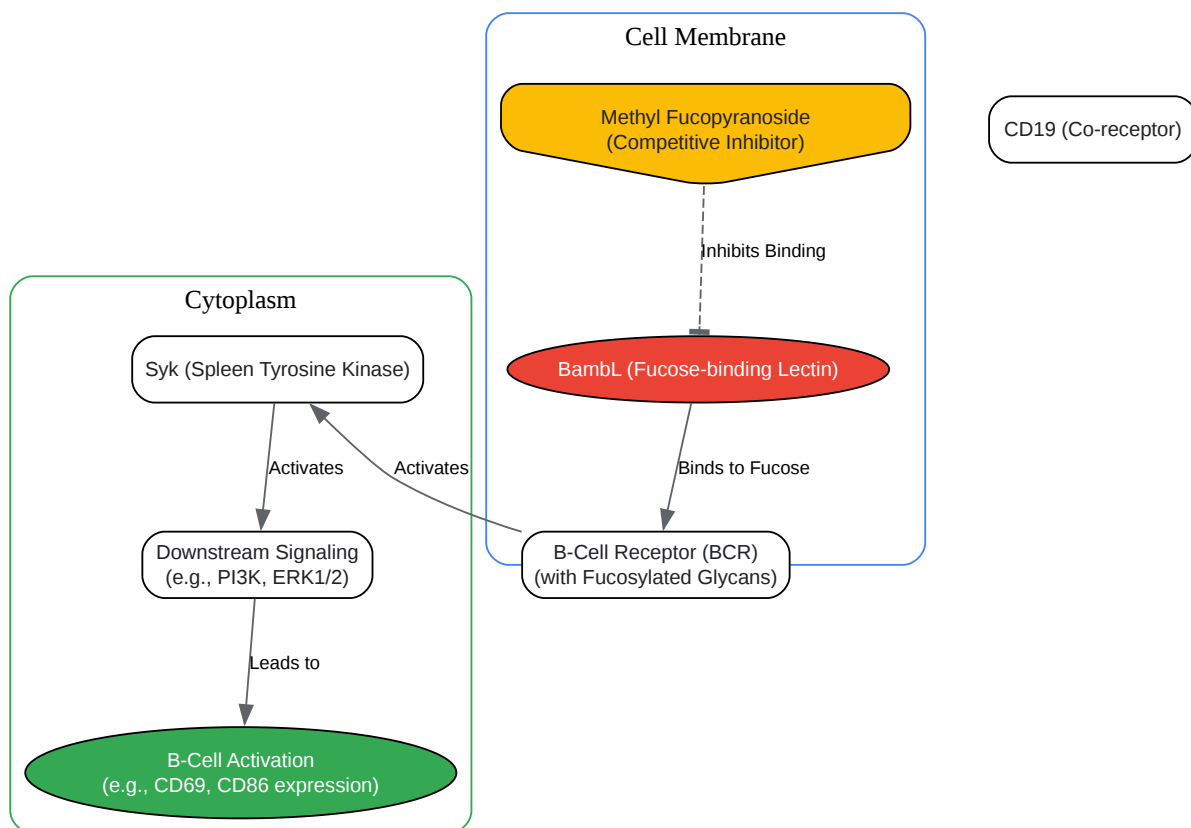 Cell Membrane
Methyl Fucopyranoside
(Competitive Inhibitor)
CD19 (Co-receptor)
Inhibits Binding
Cytoplasm
Syk (Spleen Tyrosine Kinase)
BambL (Fucose-binding Lectin)
Activates
Activates
Binds to Fucose
Downstream Signaling
(e.g., PI3K, ERK1/2)
B-Cell Receptor (BCR)
(with Fucosylated Glycans)
Leads to
B-Cell Activation
(e.g., CD69, CD86 expression)